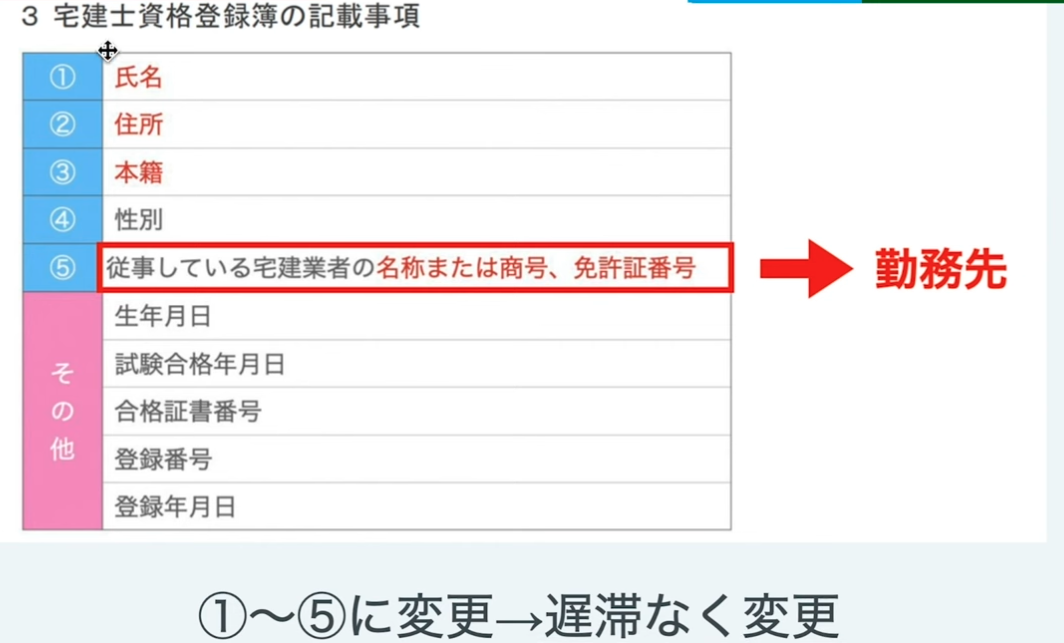 3 宅建士資格登録簿の記載事項
① 氏名
② 住所
③ 本籍
④ 性別
⑤ 従事している宅建業者の名称または商号、免許証番号
勤務先
その他
生年月日
試験合格年月日
合格証書番号
登録番号
登録年月日
①〜⑤に変更→遅滞なく変更